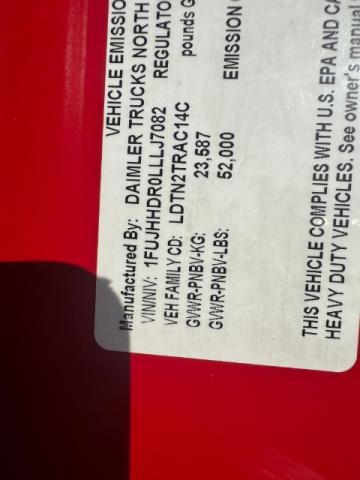 VEHICLE EMISSIO
Manufactured By: DAIMLER TRUCKS NORTH
VIN/NIV: 1FUJHHDR0LLLJ7082 REGULATO
VEH FAMILY CD: LDTN2TRAC14C pounds G
GVWR-PNBV-KG: 23,587
GVWR-PNBV-LBS: 52,000 EMISSION
THIS VEHICLE COMPLIES WITH U.S. EPA AND CA
HEAVY DUTY VEHICLES. See owner's manual